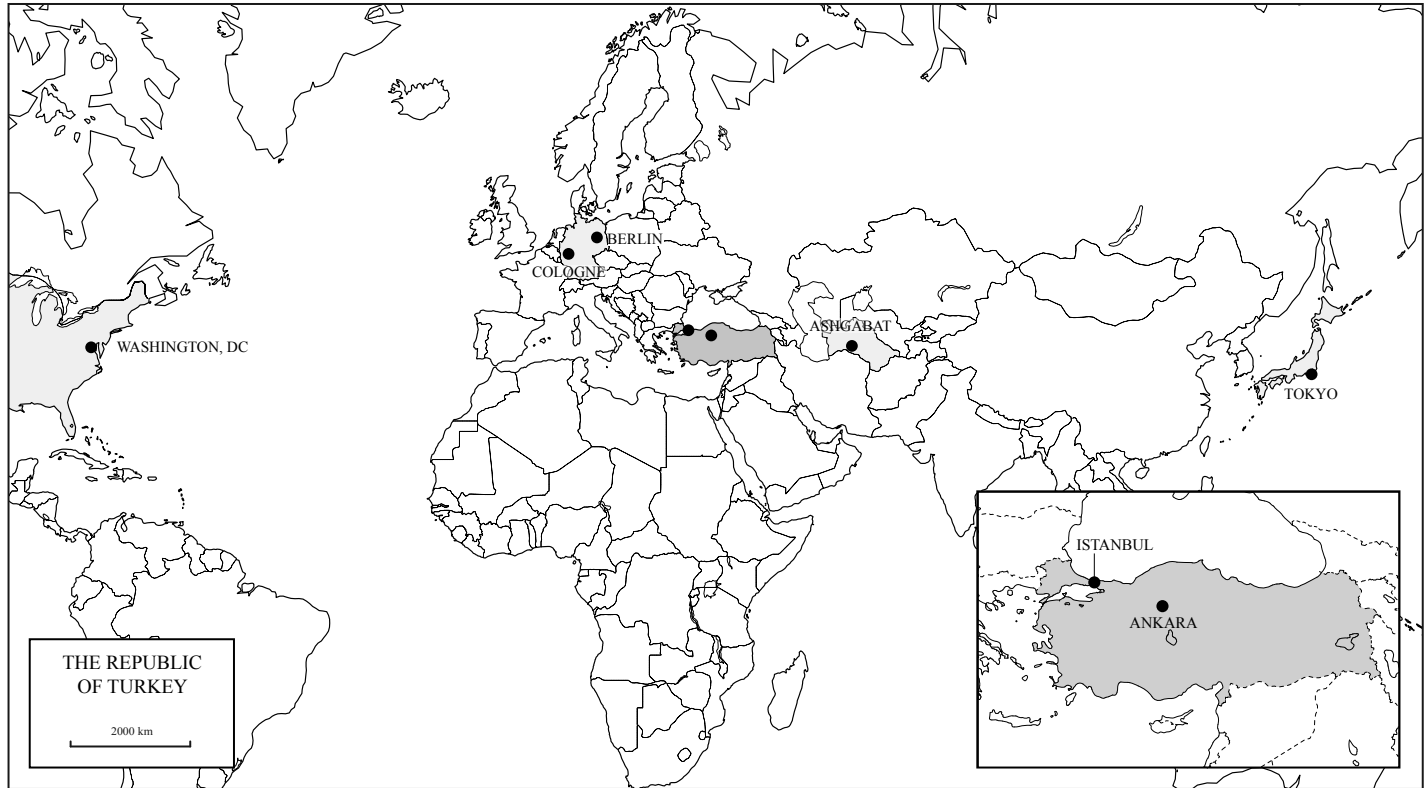 BERLIN
COLOGNE
ASHGABAT
WASHINGTON, DC
TOKYO
ISTANBUL
ANKARA
THE REPUBLIC
OF TURKEY
2000 km